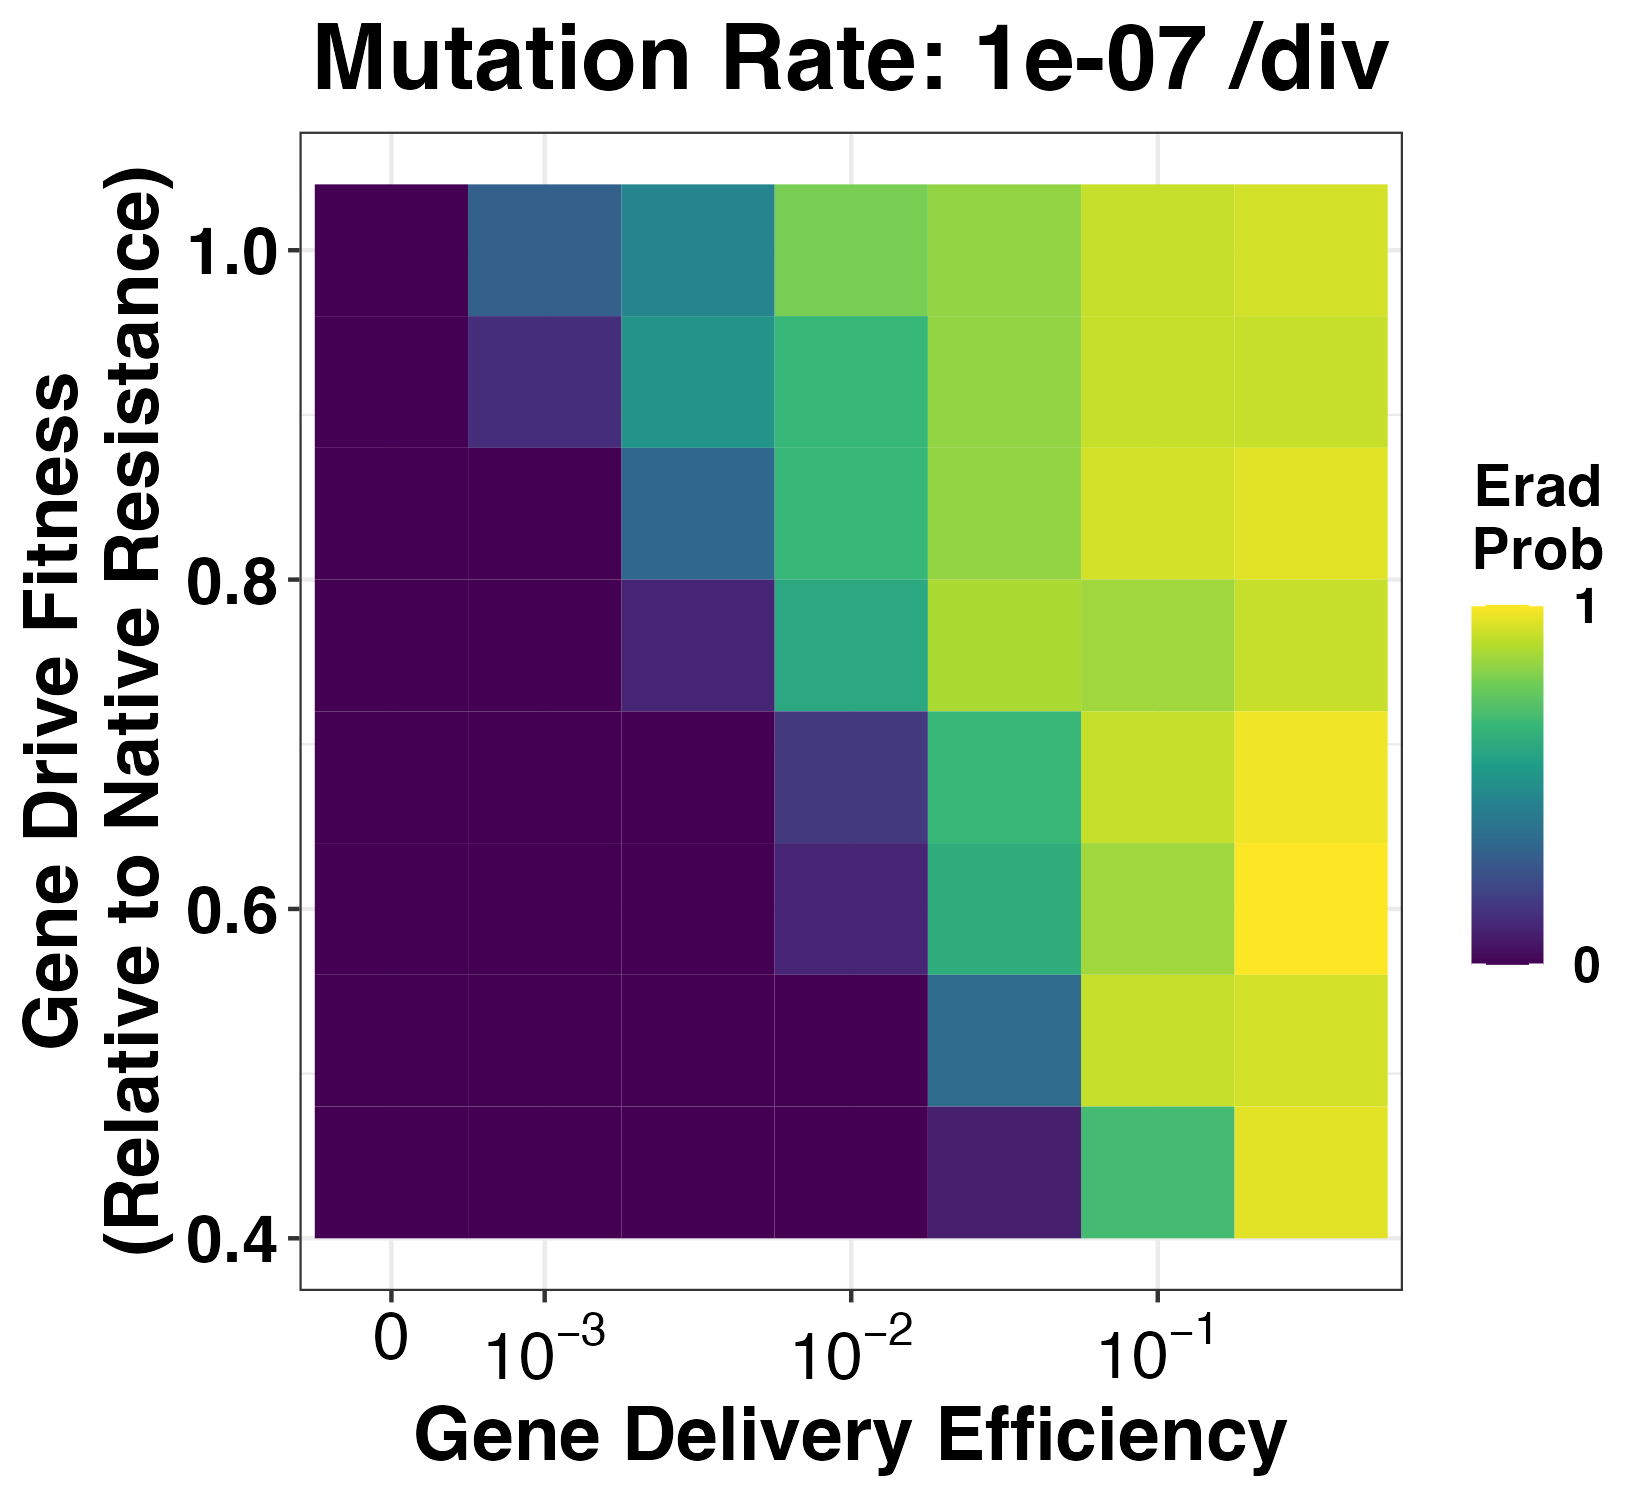 Mutation Rate: 1e-07 /div
Gene Drive Fitness
(Relative to Native Resistance)
1.0
0.8
0.6
0.4
0
10⁻³
10⁻²
10⁻¹
Gene Delivery Efficiency
Erad
Prob
1
0